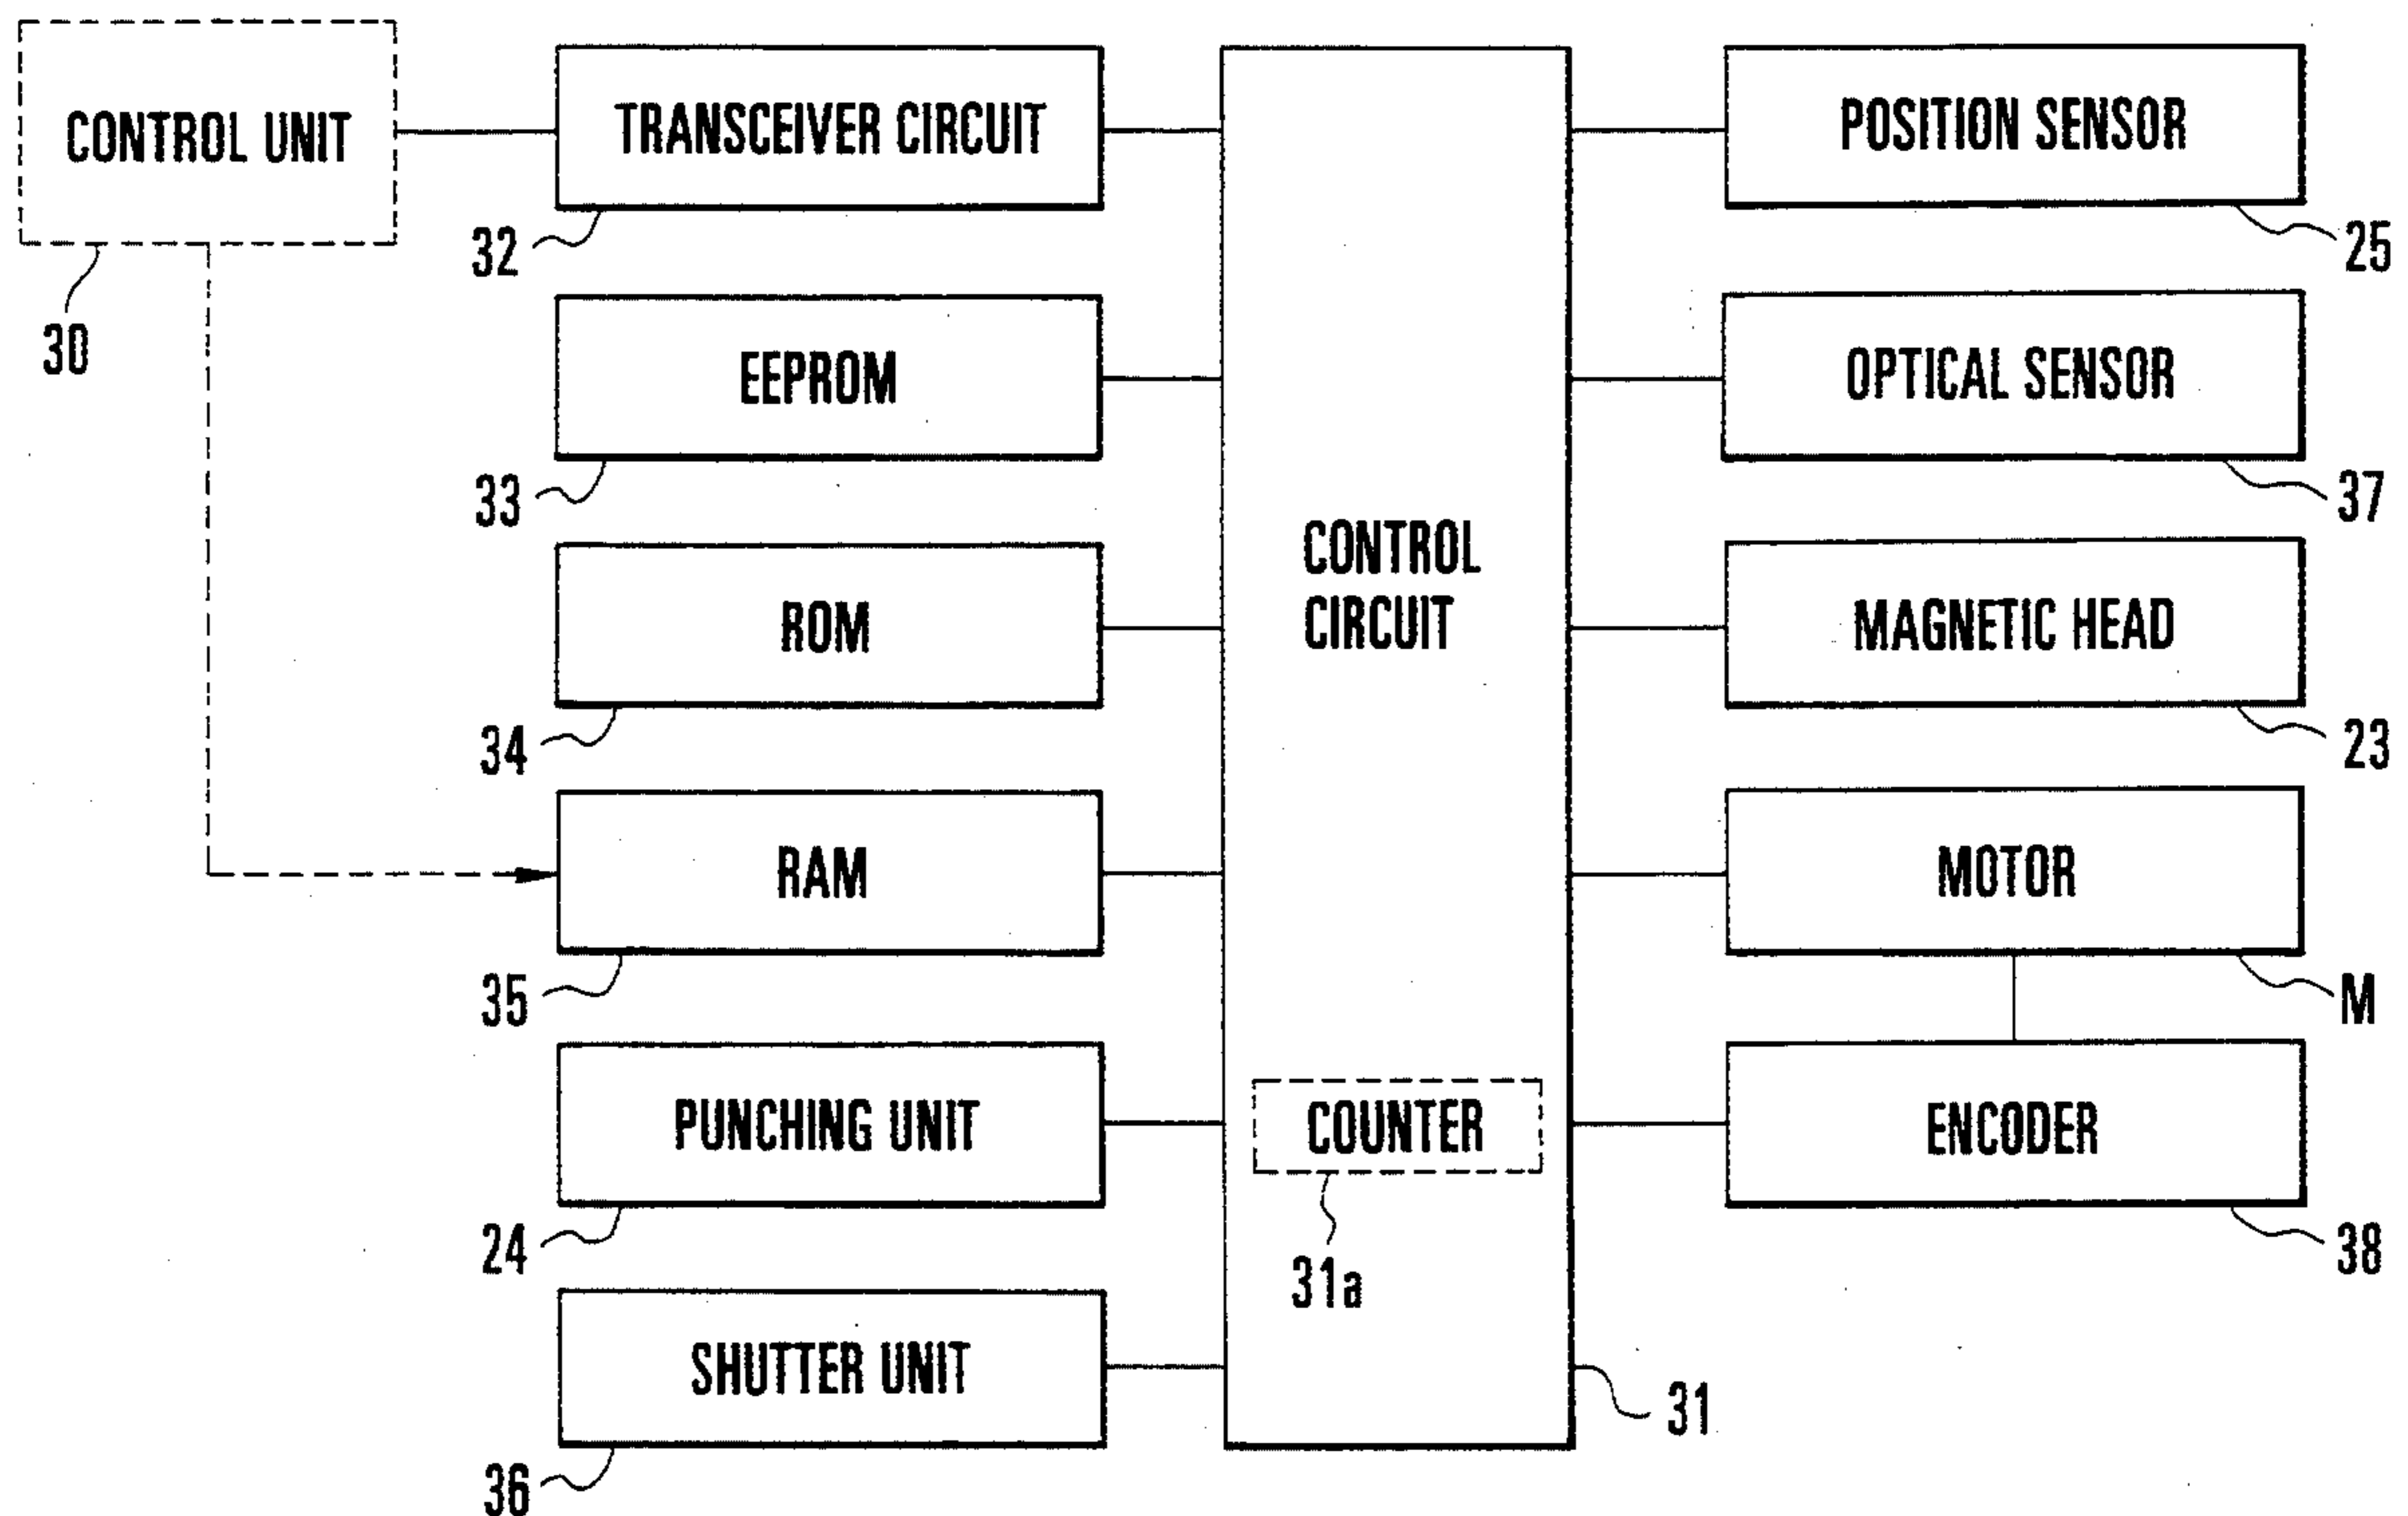 CONTROL UNIT
30
TRANSCEIVER CIRCUIT
32
EEPROM
33
ROM
34
RAM
35
PUNCHING UNIT
24
SHUTTER UNIT
36
CONTROL
CIRCUIT
COUNTER
31a
31
POSITION SENSOR
25
OPTICAL SENSOR
37
MAGNETIC HEAD
23
MOTOR
M
ENCODER
38